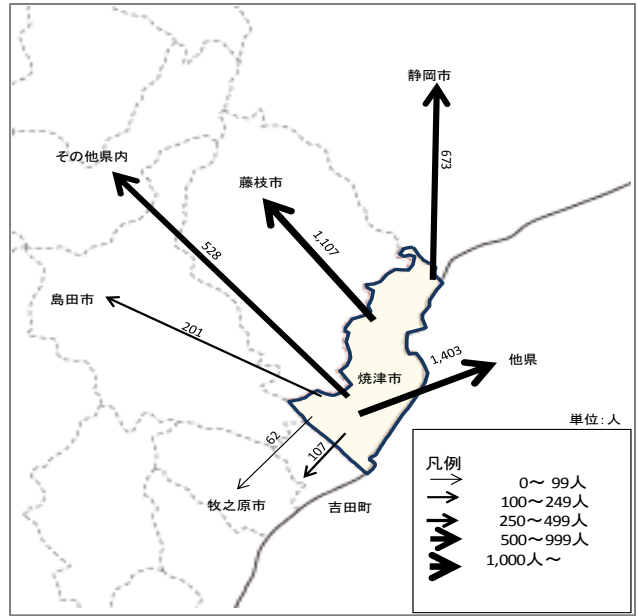 静岡市
673
その他県内
藤枝市
1,107
528
島田市
201
1,403
他県
焼津市
単位：人
62
107
牧之原市
吉田町
凡例
0～ 99人
100～249人
250～499人
500～999人
1,000人～